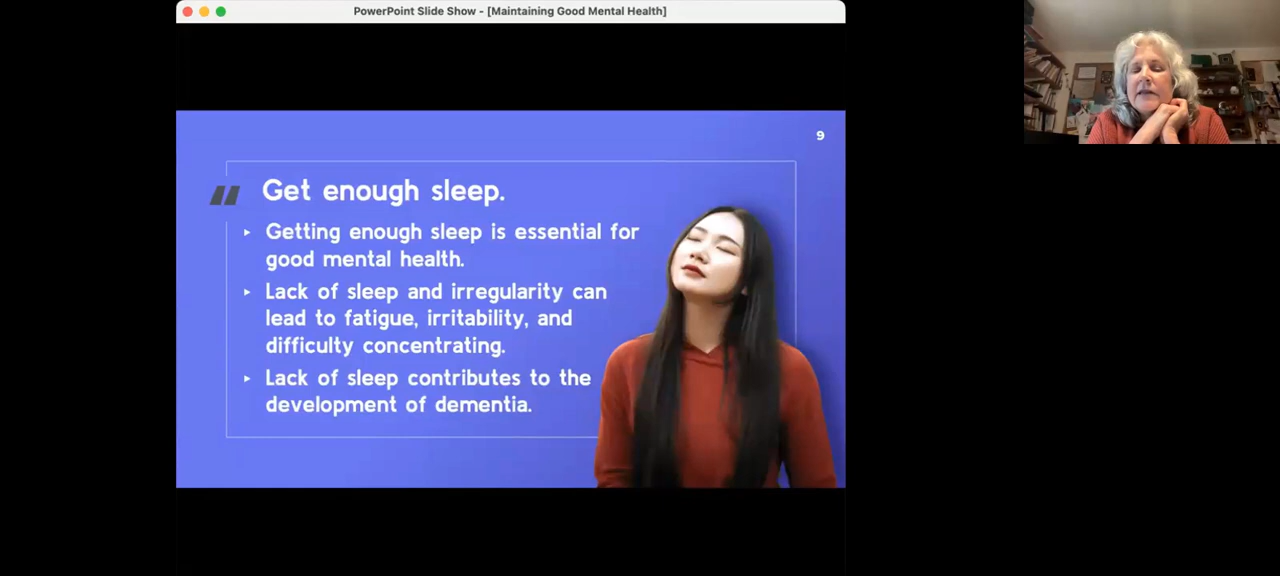 PowerPoint Slide Show - [Maintaining Good Mental Health]
9
Get enough sleep.
▸ Getting enough sleep is essential for
good mental health.
▸ Lack of sleep and irregularity can
lead to fatigue, irritability, and
difficulty concentrating.
▸ Lack of sleep contributes to the
development of dementia.